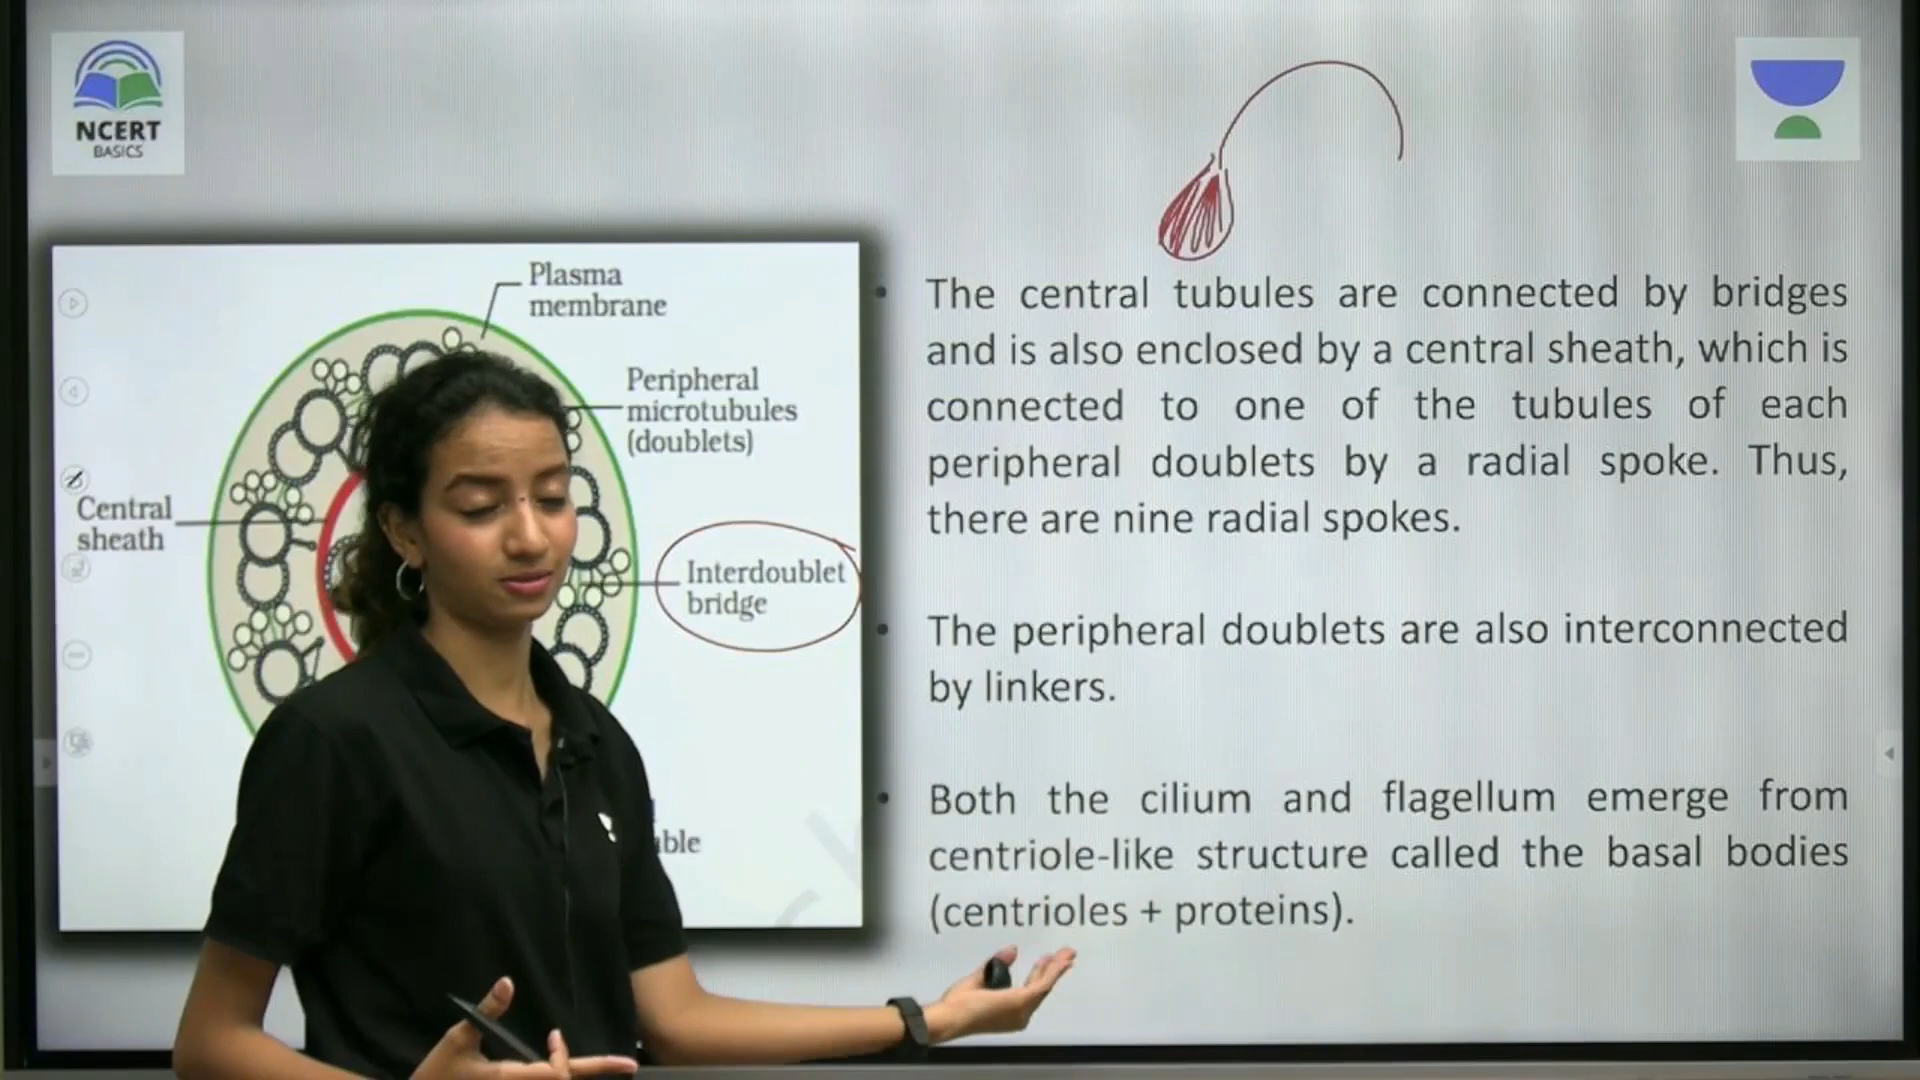 NCERT
BASICS
Plasma
membrane
Peripheral
microtubules
(doublets)
Central
sheath
Interdoublet
bridge
The central tubules are connected by bridges
and is also enclosed by a central sheath, which is
connected to one of the tubules of each
peripheral doublets by a radial spoke. Thus,
there are nine radial spokes.
The peripheral doublets are also interconnected
by linkers.
Both the cilium and flagellum emerge from
centriole-like structure called the basal bodies
(centrioles + proteins).